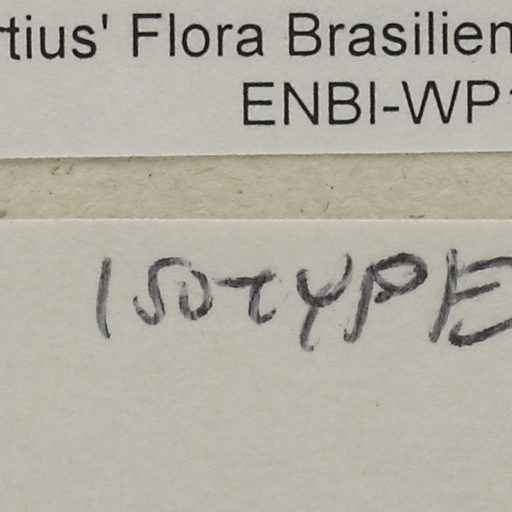 rtius' Flora Brasilien
ENBI-WP
ISOTYPE